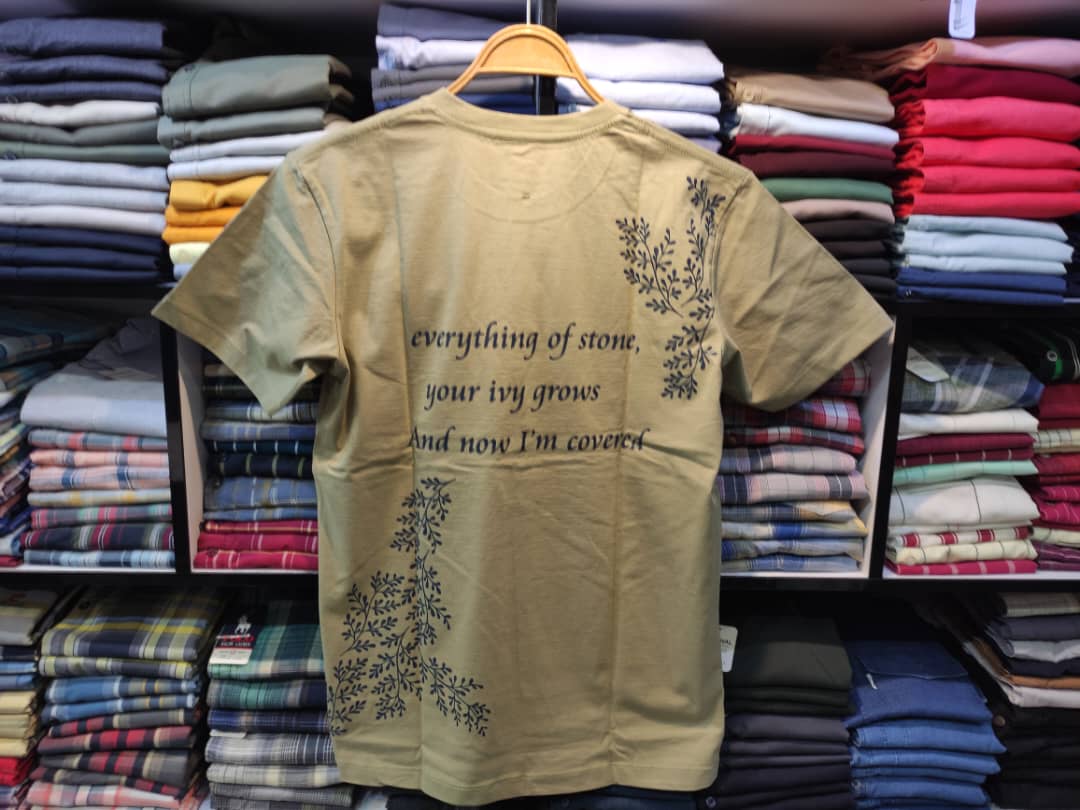 everything of stone,
your ivy grows
And now I'm covered